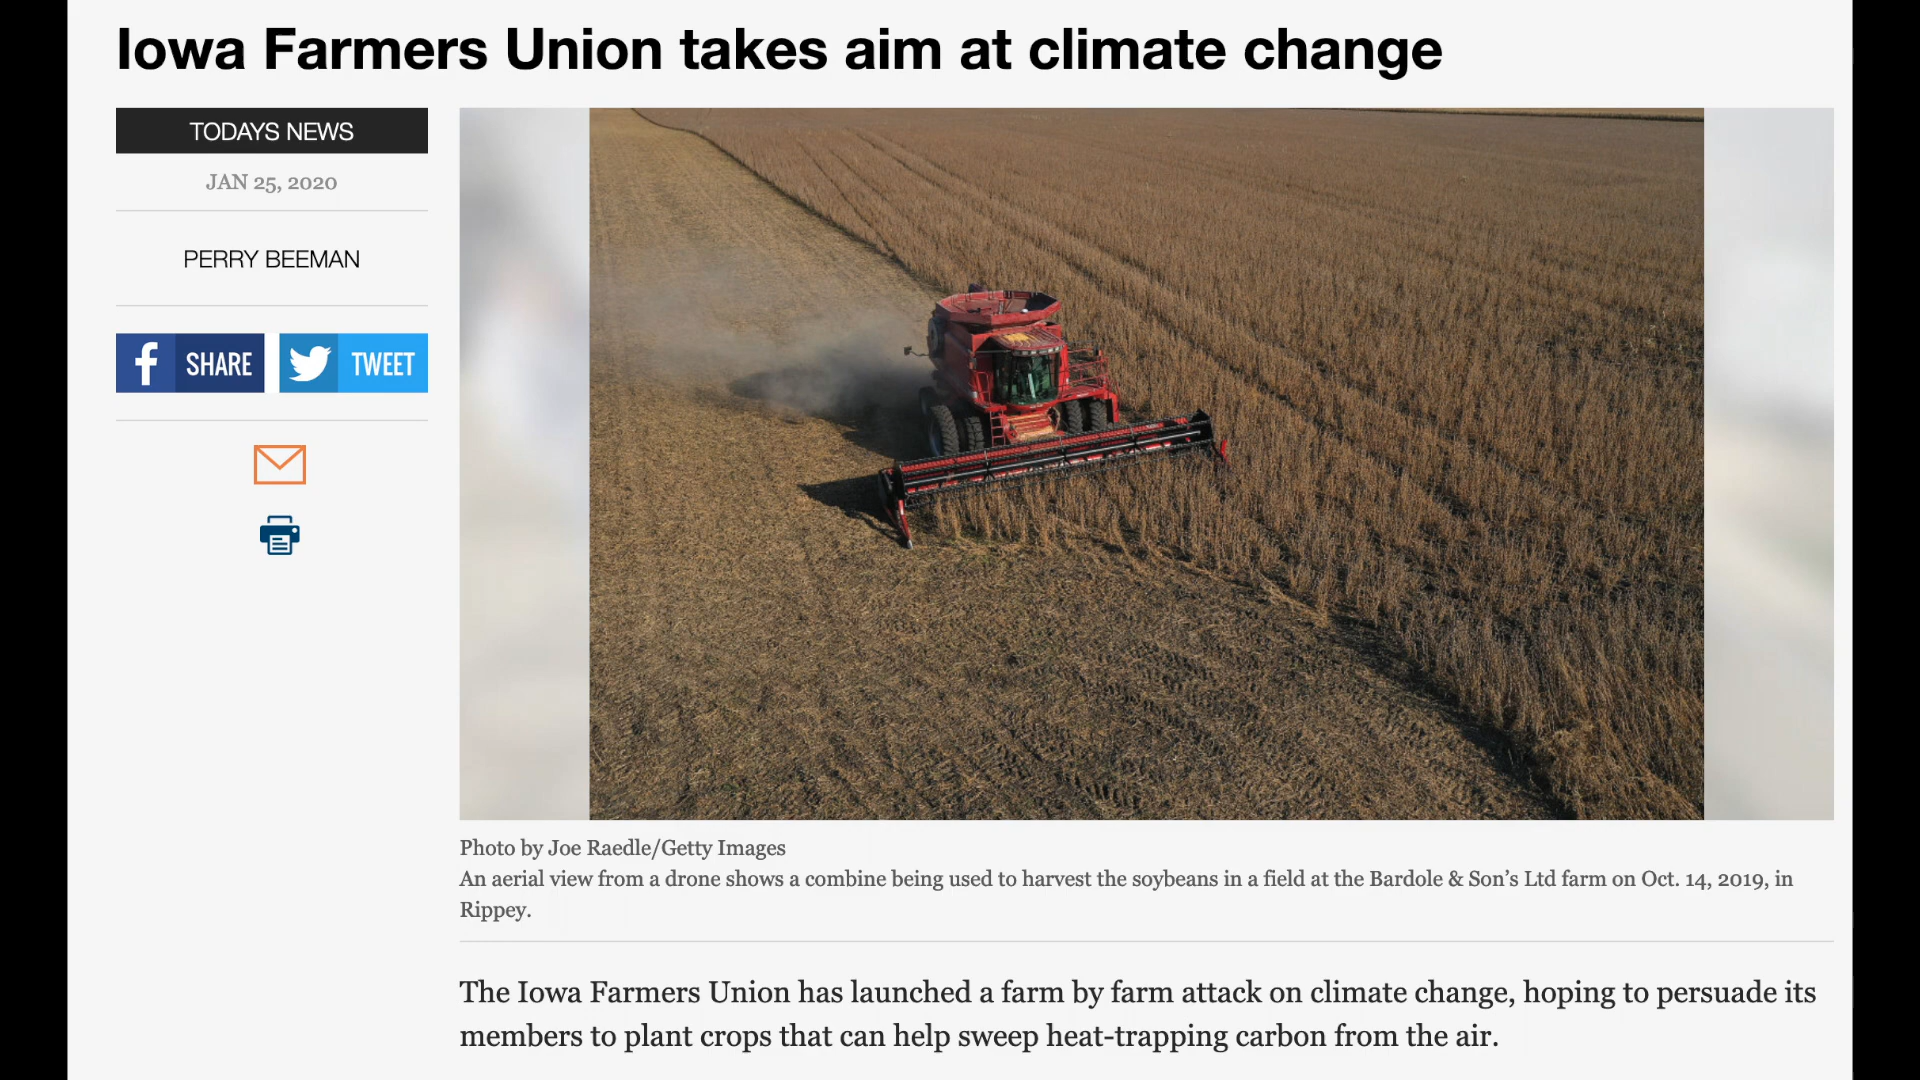 Iowa Farmers Union takes aim at climate change
TODAYS NEWS
JAN 25, 2020
PERRY BEEMAN
SHARE
TWEET
Photo by Joe Raedle/Getty Images
An aerial view from a drone shows a combine being used to harvest the soybeans in a field at the Bardole & Son’s Ltd farm on Oct. 14, 2019, in
Rippey.
The Iowa Farmers Union has launched a farm by farm attack on climate change, hoping to persuade its
members to plant crops that can help sweep heat-trapping carbon from the air.